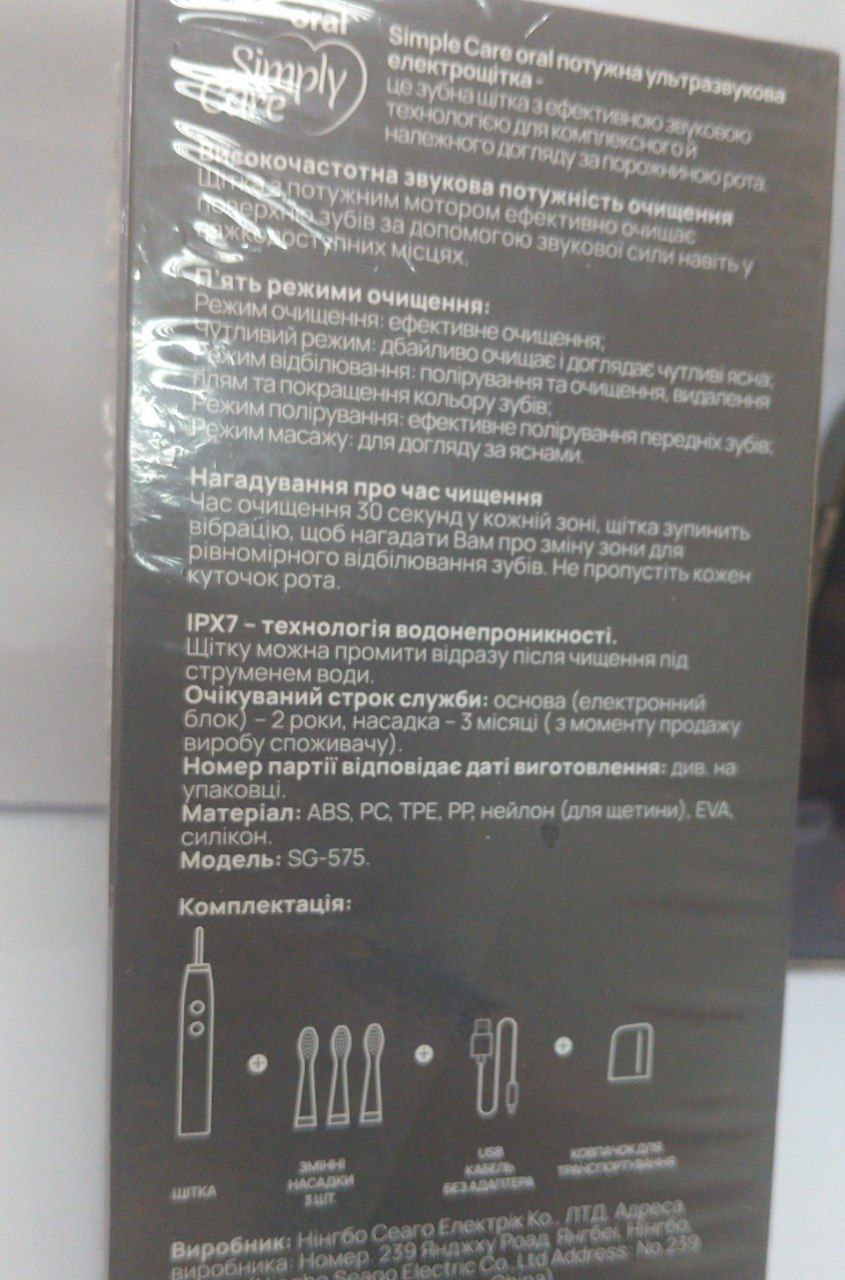 oral
Simply
Care
Simple Care oral потужна ультразвукова
електрощітка -
це зубна щітка з ефективною звуковою
технологією для комплексного й
належного догляду за порожниною рота.
Високочастотна звукова потужність очищення
Щітка з потужним мотором ефективно очищає
поверхню зубів за допомогою звукової сили навіть у
важкодоступних місцях.
П'ять режими очищення:
Режим очищення: ефективне очищення;
Чутливий режим: дбайливо очищає і доглядає чутливі ясна;
Режим відбілювання: полірування та очищення, видалення
плям та покращення кольору зубів;
Режим полірування: ефективне полірування передніх зубів;
Режим масажу: для догляду за яснами.
Нагадування про час чищення
Час очищення 30 секунд у кожній зоні, щітка зупинить
вібрацію, щоб нагадати Вам про зміну зони для
рівномірного відбілювання зубів. Не пропустіть кожен
куточок рота.
IPX7 – технологія водонепроникності.
Щітку можна промити відразу після чищення під
струменем води.
Очікуваний строк служби: основа (електронний
блок) – 2 роки, насадка – 3 місяці ( з моменту продажу
виробу споживачу).
Номер партії відповідає даті виготовлення: див. на
упаковці.
Матеріал: ABS, PC, TPE, PP, нейлон (для щетини), EVA,
силікон.
Модель: SG-575.
Комплектація:
ЩІТКА
ЗМІННІ
НАСАДКИ
3 ШТ.
USB
КАБЕЛЬ
БЕЗ АДАПТЕРА
КОВПАЧОК ДЛЯ
ТРАНСПОРТУВАННЯ
Виробник: Нінгбо Сеаго Електрік Ко., ЛТД. Адреса
виробника: Номер. 239 Янджху Роад, Янгбеі, Нінгбо,
Seago Electric Co. Ltd Address: No.239
China)